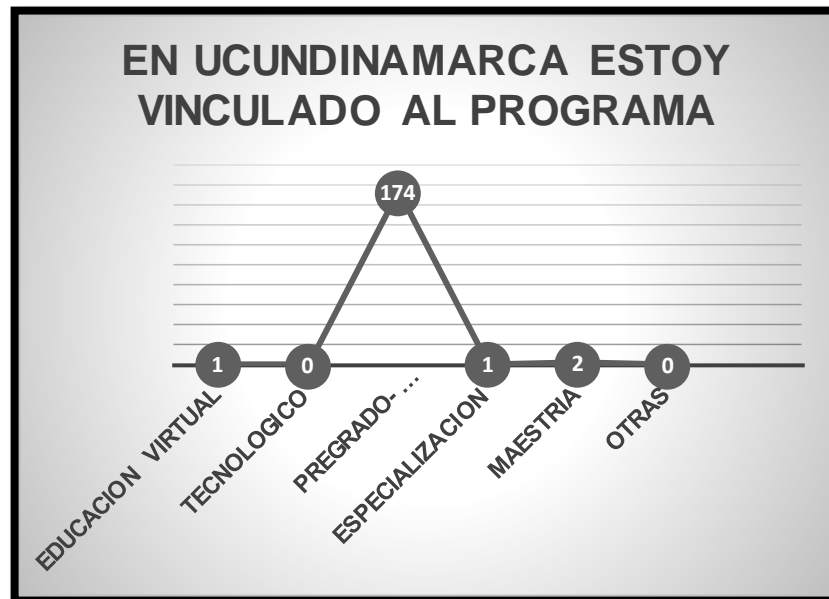 EN UCUNDINAMARCA ESTOY
VINCULADO AL PROGRAMA
174
1
0
1
2
0
EDUCACION VIRTUAL
TECNOLOGICO
PREGRADO- ...
ESPECIALIZACION
MAESTRIA
OTRAS